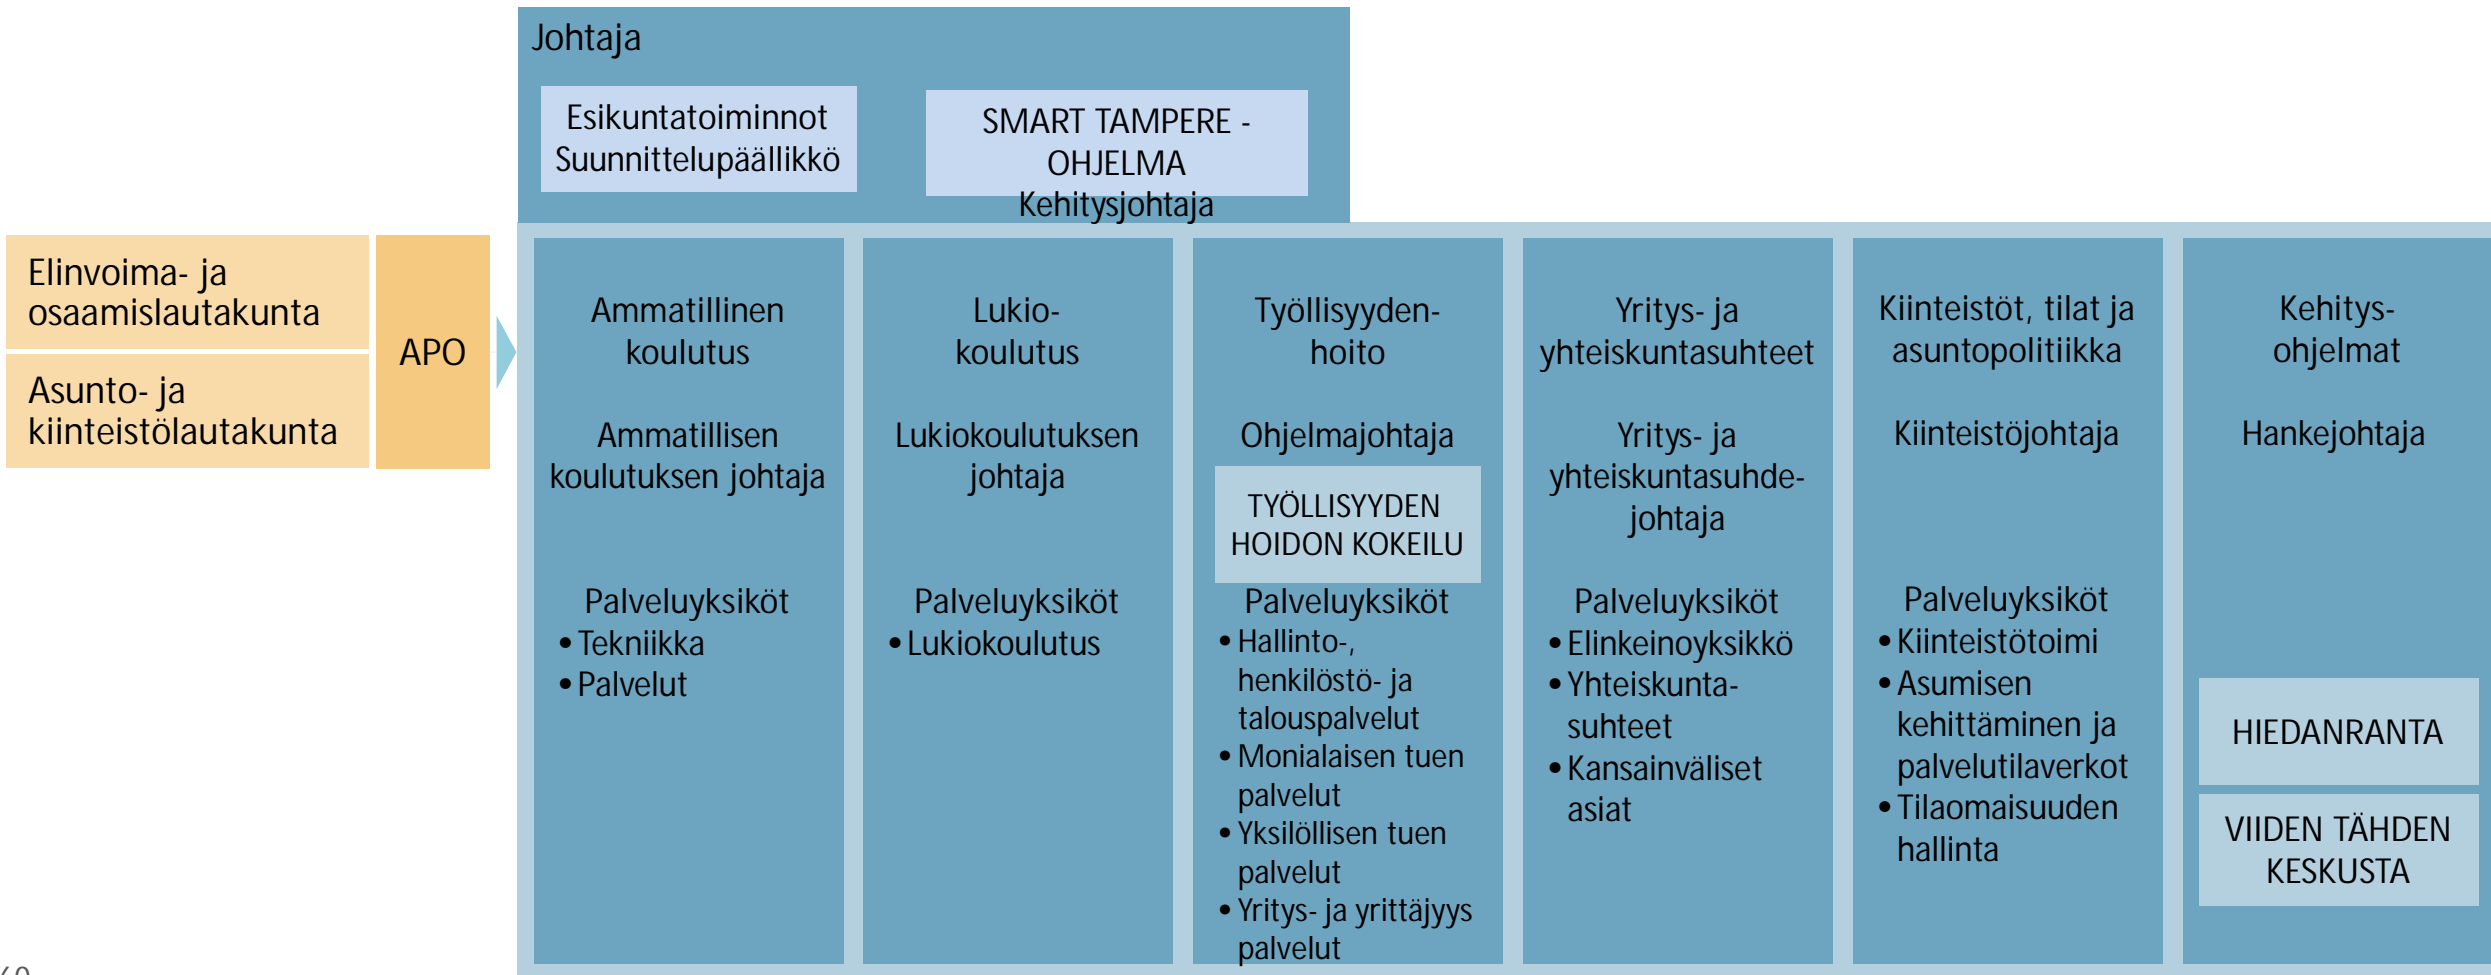 Johtaja
Esikuntatoiminnot
Suunnittelupäällikkö
SMART TAMPERE -
OHJELMA
Kehitysjohtaja
Elinvoima- ja
osaamislautakunta
Asunto- ja
kiinteistölautakunta
APO
Ammatillinen
koulutus
Ammatillisen
koulutuksen johtaja
Palveluyksiköt
•Tekniikka
•Palvelut
Lukio-
koulutus
Lukiokoulutuksen
johtaja
Palveluyksiköt
•Lukiokoulutus
Työllisyyden-
hoito
Ohjelmajohtaja
TYÖLLISYYDEN
HOIDON KOKEILU
Palveluyksiköt
•Hallinto-,
henkilöstö- ja
talouspalvelut
•Monialaisen tuen
palvelut
•Yksilöllisen tuen
palvelut
•Yritys- ja yrittäjyys
palvelut
Yritys- ja
yhteiskuntasuhteet
Yritys- ja
yhteiskuntasuhde-
johtaja
Palveluyksiköt
•Elinkeinoyksikkö
•Yhteiskunta-
suhteet
•Kansainväliset
asiat
Kiinteistöt, tilat ja
asuntopolitiikka
Kiinteistöjohtaja
Palveluyksiköt
•Kiinteistötoimi
•Asumisen
kehittäminen ja
palvelutilaverkot
•Tilaomaisuuden
hallinta
Kehitys-
ohjelmat
Hankejohtaja
HIEDANRANTA
VIIDEN TÄHDEN
KESKUSTA